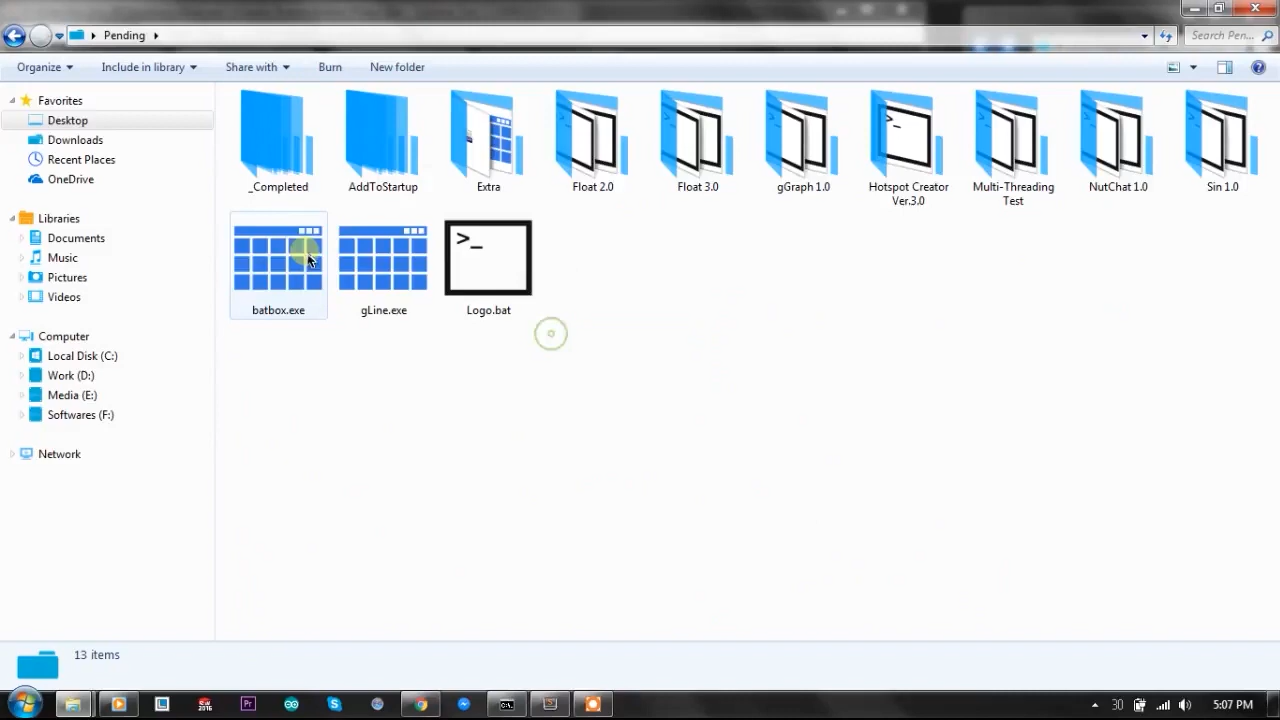 Pending
Search Pen...
Organize
Include in library
Share with
Burn
New folder
Favorites
Desktop
Downloads
Recent Places
OneDrive
Libraries
Documents
Music
Pictures
Videos
Computer
Local Disk (C:)
Work (D:)
Media (E:)
Softwares (F:)
Network
_Completed
AddToStartup
Extra
Float 2.0
Float 3.0
gGraph 1.0
Hotspot Creator
Ver.3.0
Multi-Threading
Test
NutChat 1.0
Sin 1.0
batbox.exe
gLine.exe
Logo.bat
13 items
30
5:07 PM